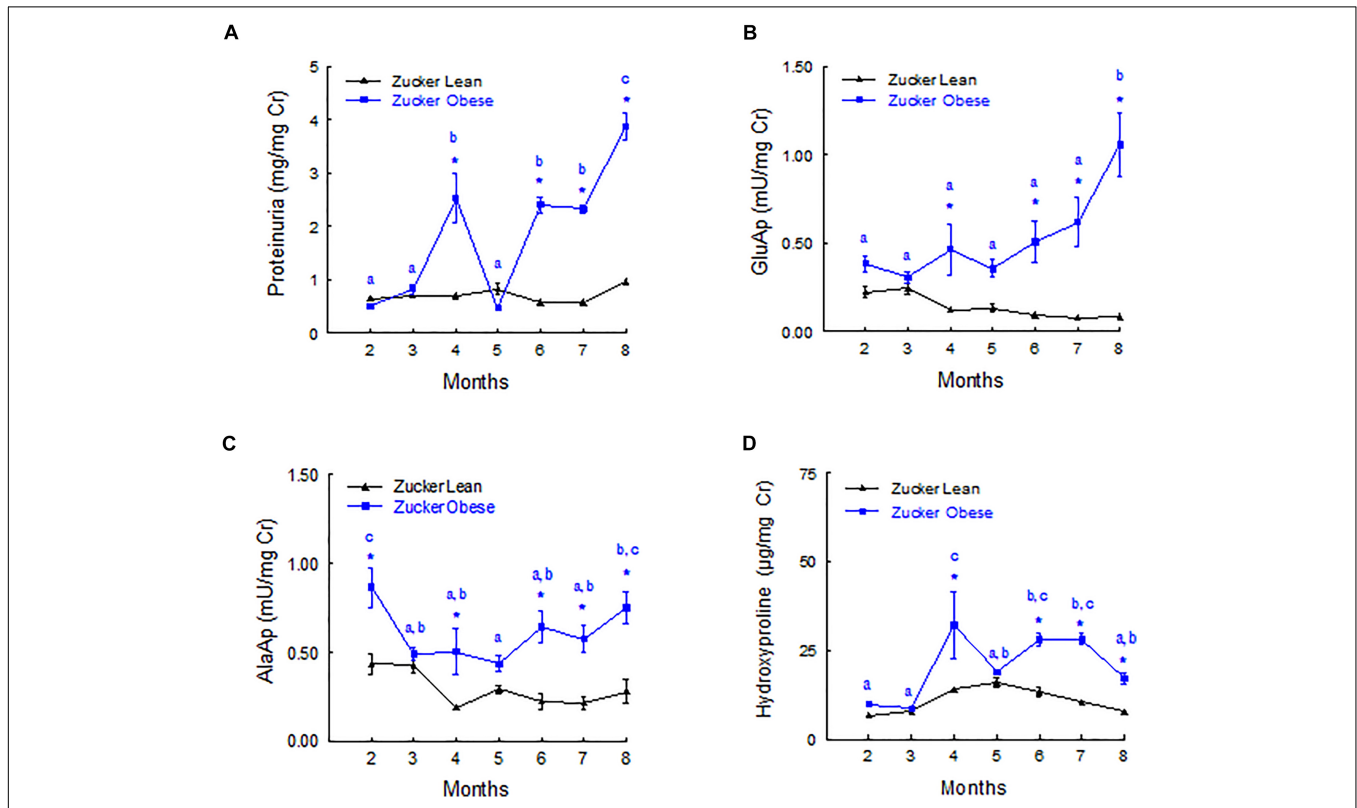 A
Zucker Lean
Zucker Obese
Proteinuria (mg/mg Cr)
5
4
3
2
1
0
a
a
b
*
a
b
*
b
*
c
*
2 3 4 5 6 7 8
Months
B
Zucker Lean
Zucker Obese
GluAp (mU/mg Cr)
1.50
1.00
0.50
0.00
a
a
a
*
a
a
*
a
*
b
*
2 3 4 5 6 7 8
Months
C
Zucker Lean
Zucker Obese
AlaAp (mU/mg Cr)
1.50
1.00
0.50
0.00
c
*
a, b
a, b
*
a
a, b
*
a, b
*
b, c
*
2 3 4 5 6 7 8
Months
D
Zucker Lean
Zucker Obese
Hydroxyproline (µg/mg Cr)
75
50
25
0
a
a
c
*
a, b
b, c
*
b, c
*
a, b
*
2 3 4 5 6 7 8
Months